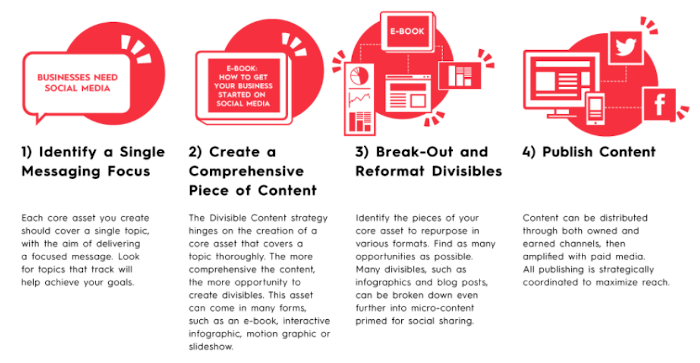 BUSINESSES NEED
SOCIAL MEDIA
E-BOOK:
HOW TO GET
YOUR BUSINESS
STARTED ON
SOCIAL MEDIA
E-BOOK
f
1) Identify a Single
Messaging Focus
Each core asset you create
should cover a single topic,
with the aim of delivering
a focused message. Look
for topics that track will
help achieve your goals.
2) Create a
Comprehensive
Piece of Content
The Divisible Content strategy
hinges on the creation of a
core asset that covers a
topic thoroughly. The more
comprehensive the content,
the more opportunity to
create divisibles. This asset
can come in many forms,
such as an e-book, interactive
infographic, motion graphic or
slideshow.
3) Break-Out and
Reformat Divisibles
Identify the pieces of your
core asset to repurpose in
various formats. Find as many
opportunities as possible.
Many divisibles, such as
infographics and blog posts,
can be broken down even
further into micro-content
primed for social sharing.
4) Publish Content
Content can be distributed
through both owned and
earned channels, then
amplified with paid media.
All publishing is strategically
coordinated to maximize reach.